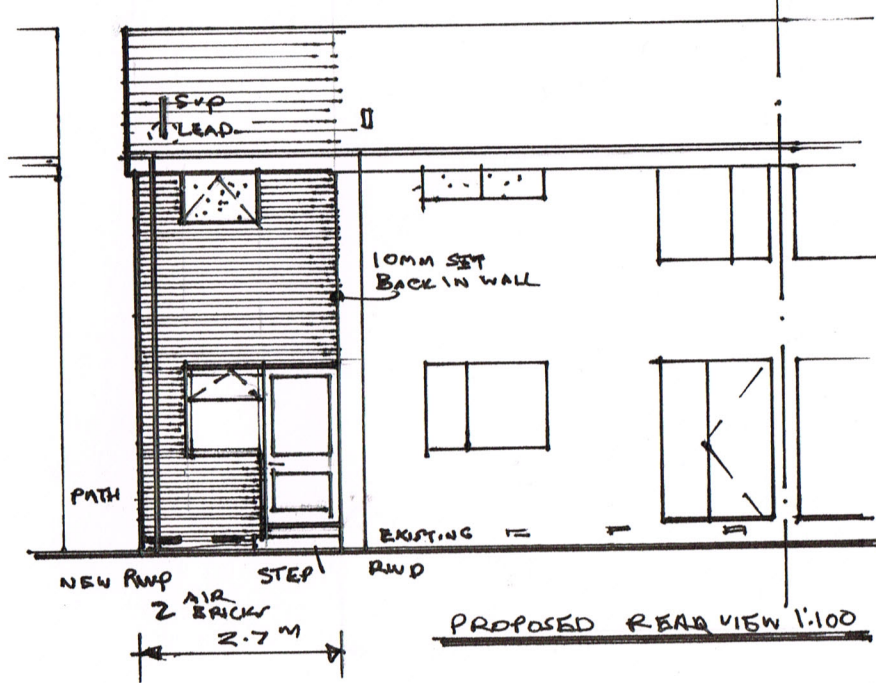 SVP
LEAD
10MM SET
BACK IN WALL
PATH
EXISTING
NEW RWP
STEP
RWD
2 AIR
BRICKS
2.7 M
PROPOSED REAR VIEW 1:100